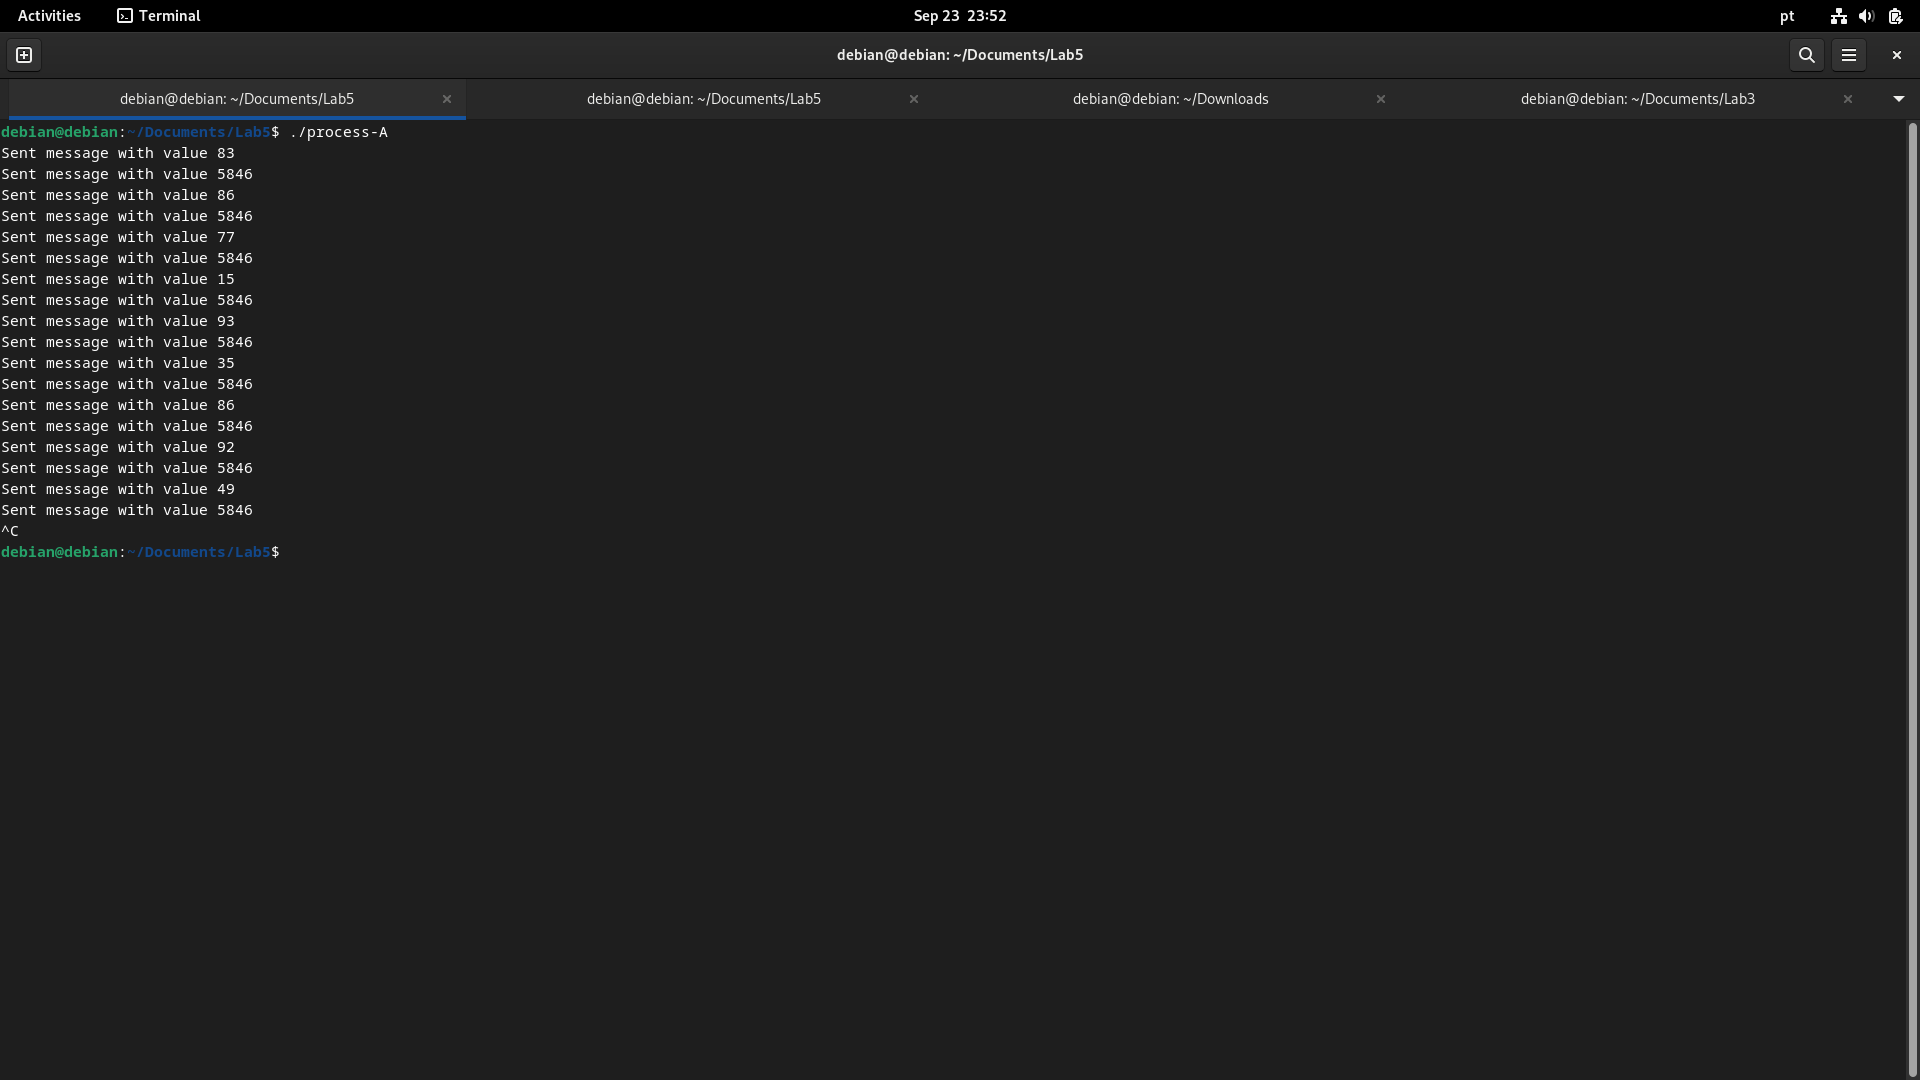 Activities Terminal Sep 23 23:52 pt
debian@debian: ~/Documents/Lab5
debian@debian: ~/Documents/Lab5 debian@debian: ~/Documents/Lab5 debian@debian: ~/Downloads debian@debian: ~/Documents/Lab3
debian@debian:~/Documents/Lab5$ ./process-A
Sent message with value 83
Sent message with value 5846
Sent message with value 86
Sent message with value 5846
Sent message with value 77
Sent message with value 5846
Sent message with value 15
Sent message with value 5846
Sent message with value 93
Sent message with value 5846
Sent message with value 35
Sent message with value 5846
Sent message with value 86
Sent message with value 5846
Sent message with value 92
Sent message with value 5846
Sent message with value 49
Sent message with value 5846
^C
debian@debian:~/Documents/Lab5$